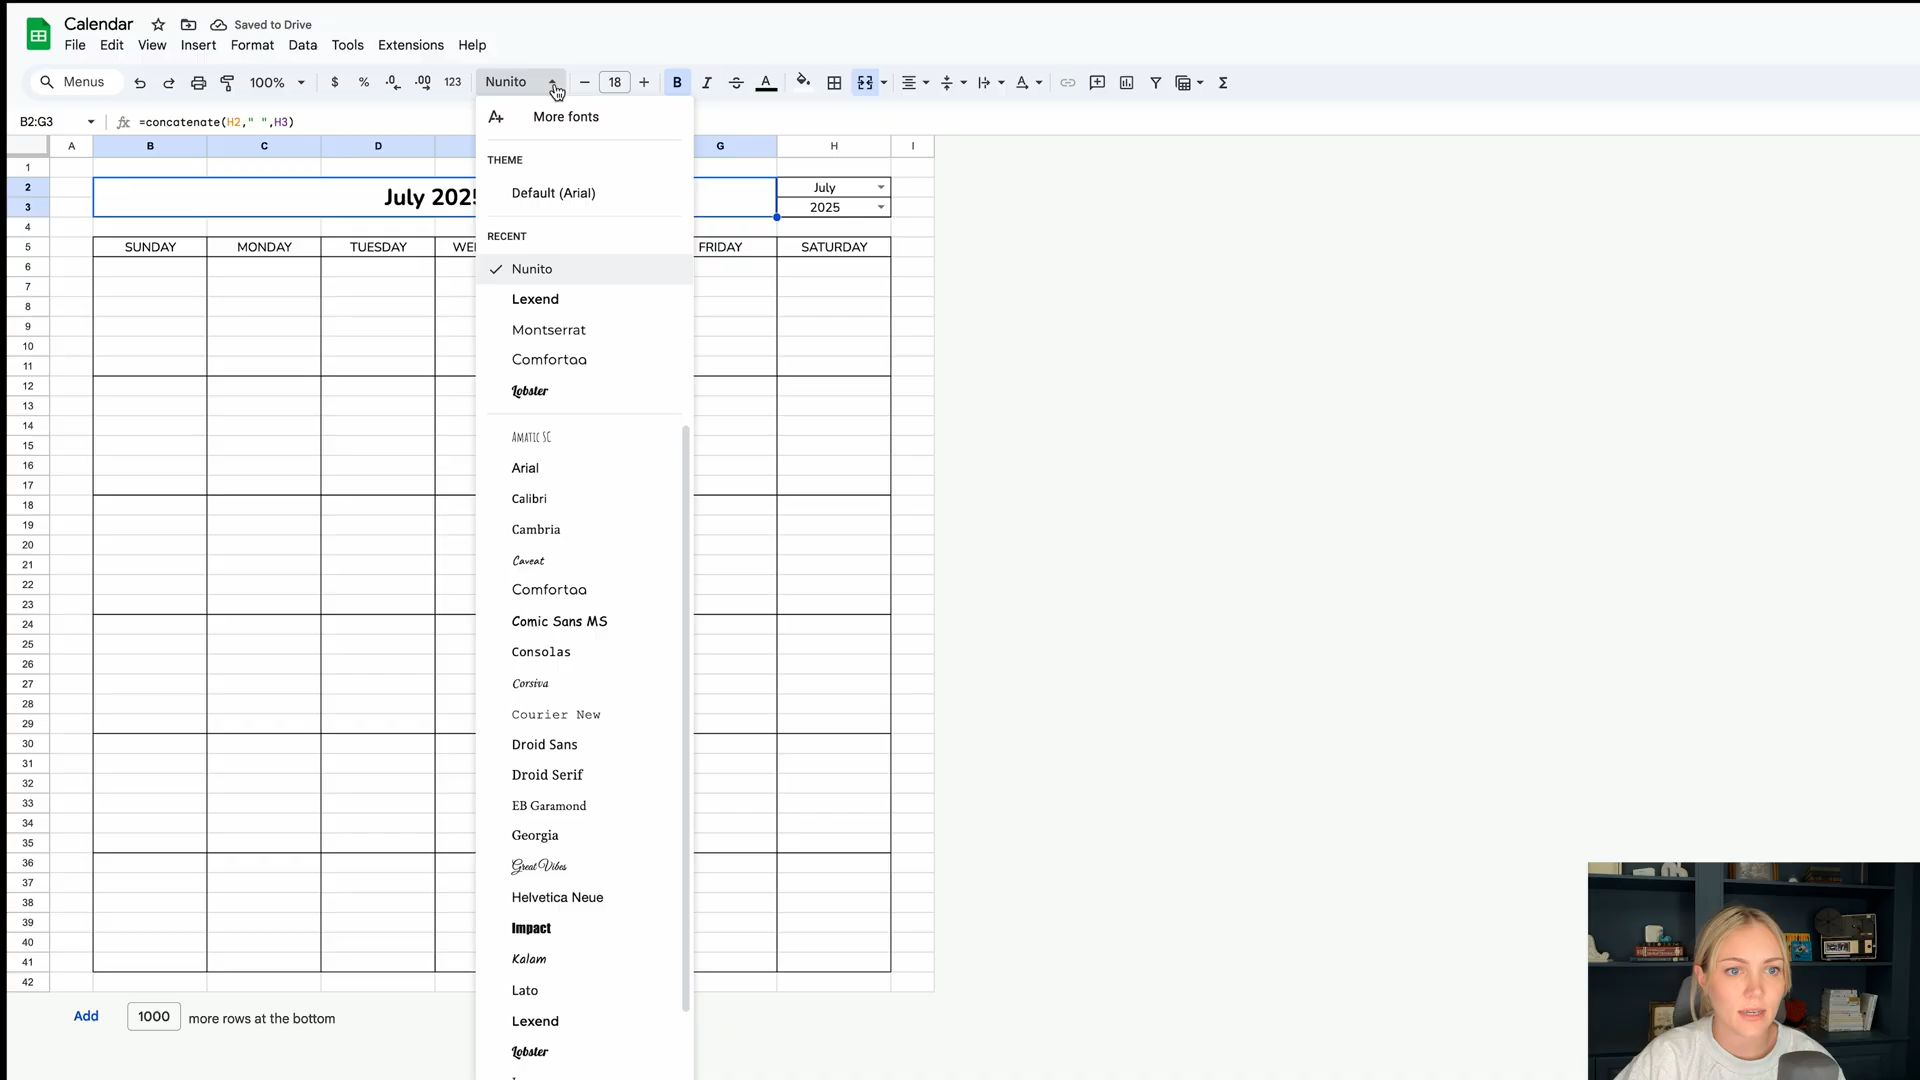 Calendar Saved to Drive
File Edit View Insert Format Data Tools Extensions Help
Menus 100% $ % .0 .00 123 Nunito 18 B I S A Σ
B2:G3 fx =concatenate(H2," ",H3)
More fonts
THEME
Default (Arial)
RECENT
Nunito
Lexend
Montserrat
Comfortaa
Lobster
Amatic SC
Arial
Calibri
Cambria
Caveat
Comfortaa
Comic Sans MS
Consolas
Corsiva
Courier New
Droid Sans
Droid Serif
EB Garamond
Georgia
Great Vibes
Helvetica Neue
Impact
Kalam
Lato
Lexend
Lobster
A B C D G H I
1
2 July 2025 July
3 2025
4
5 SUNDAY MONDAY TUESDAY WE FRIDAY SATURDAY
6
7
8
9
10
11
12
13
14
15
16
17
18
19
20
21
22
23
24
25
26
27
28
29
30
31
32
33
34
35
36
37
38
39
40
41
42
Add 1000 more rows at the bottom